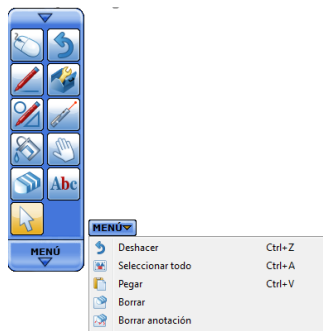 Abc
MENÚ
MENÚ
Deshacer Ctrl+Z
Seleccionar todo Ctrl+A
Pegar Ctrl+V
Borrar
Borrar anotación